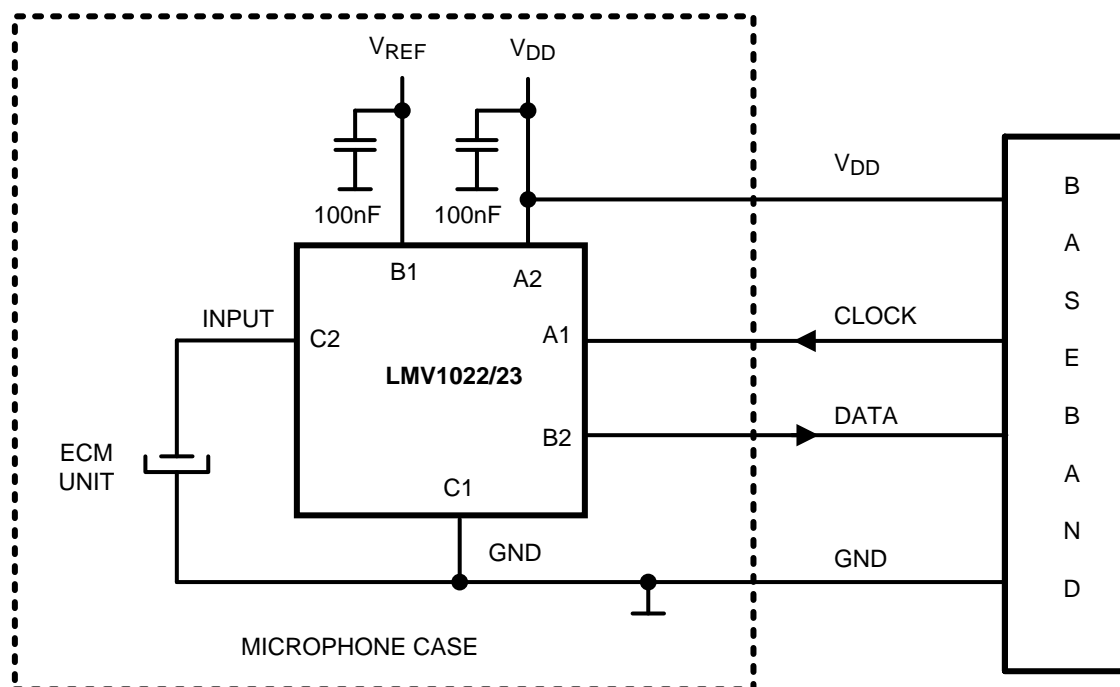 VREF
VDD
100nF
100nF
VDD
B1
A2
INPUT
C2
A1
CLOCK
LMV1022/23
B2
DATA
ECM
UNIT
C1
GND
GND
MICROPHONE CASE
B
A
S
E
B
A
N
D